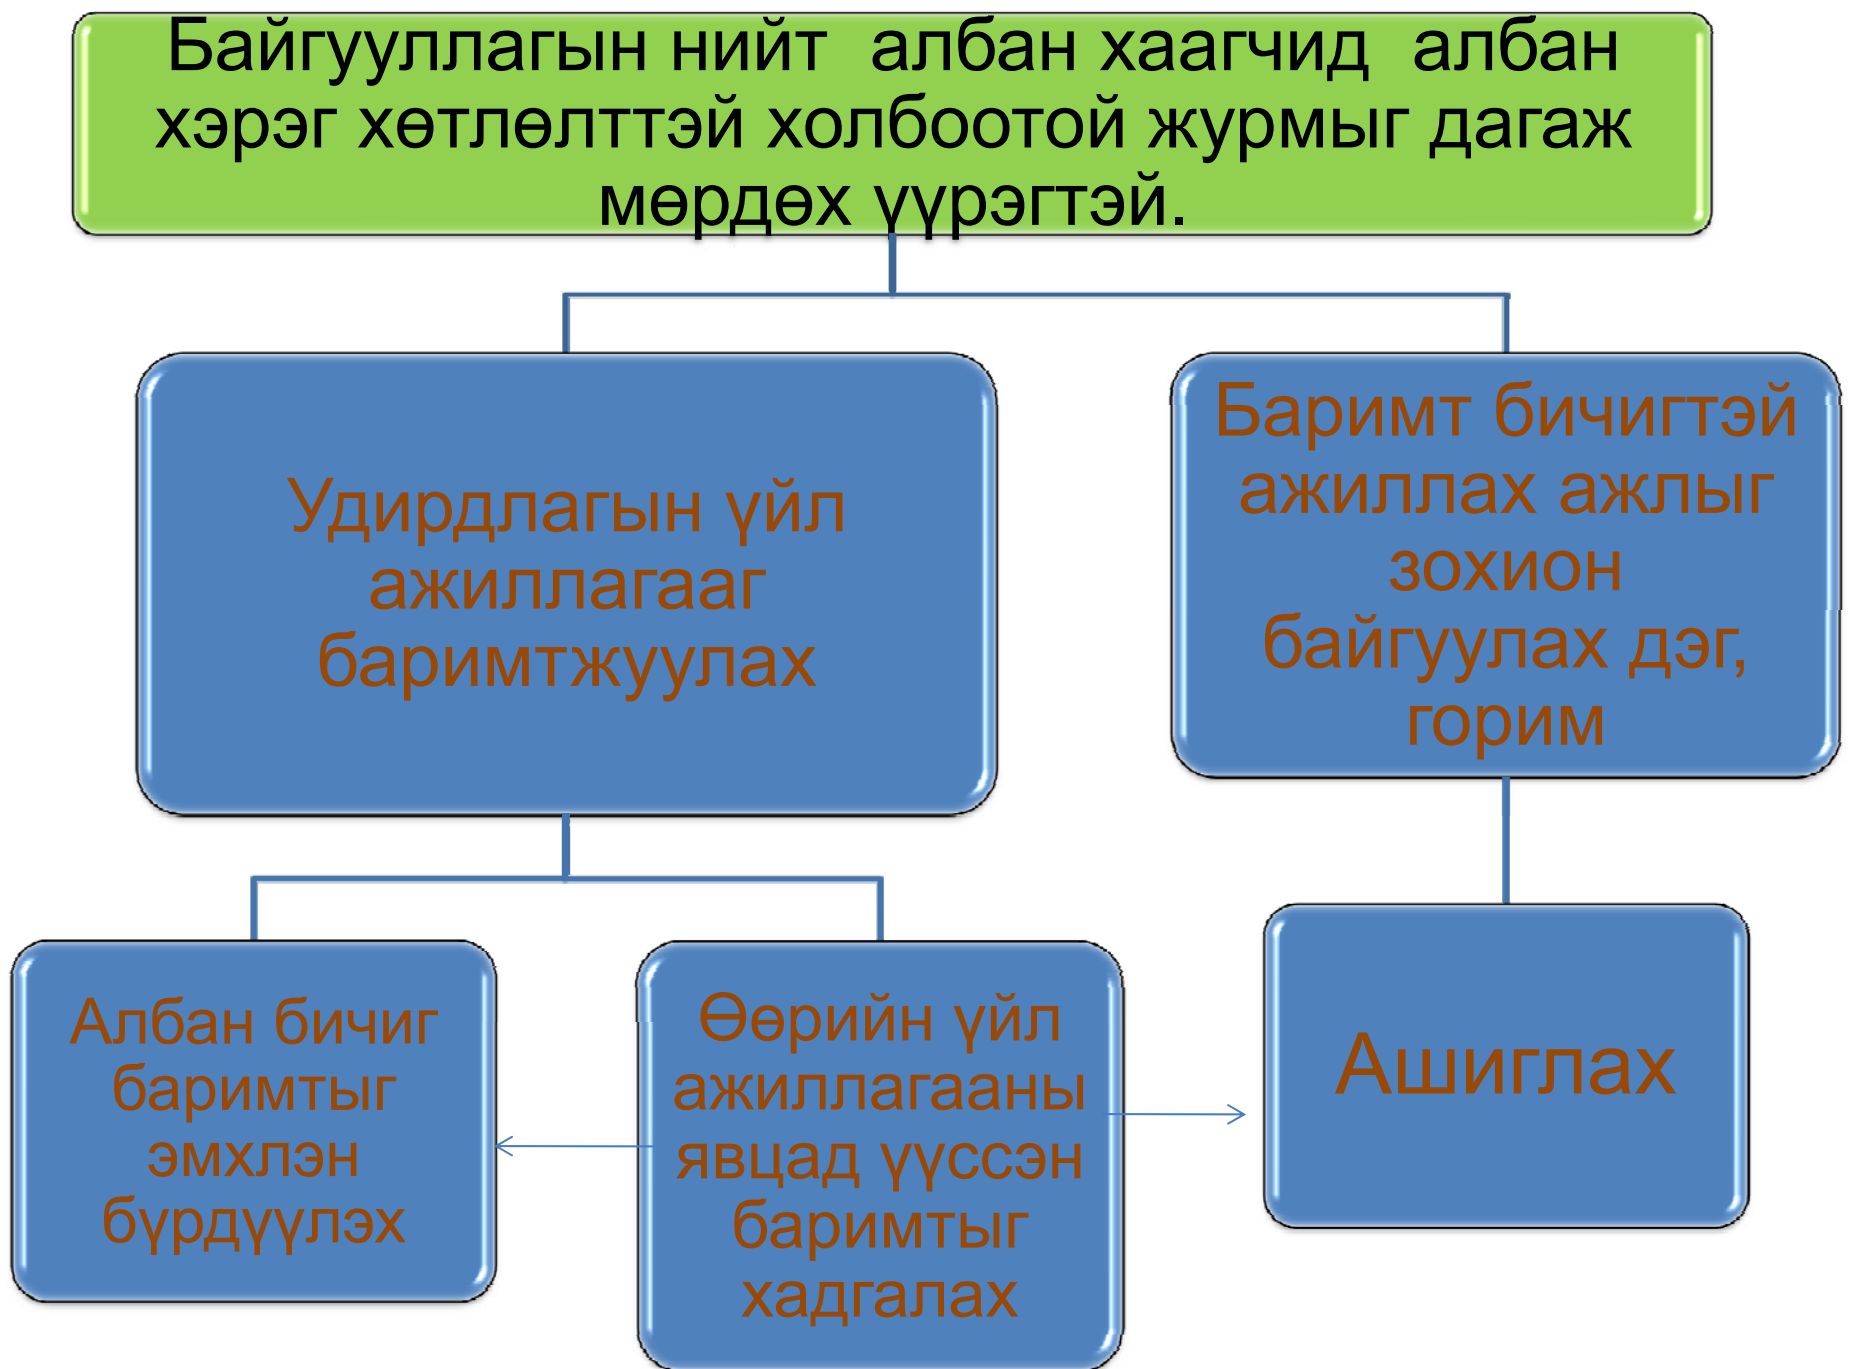 Байгууллагын нийт албан хаагчид албан
хэрэг хөтлөлттэй холбоотой журмыг дагаж
мөрдөх үүрэгтэй.
Удирдлагын үйл
ажиллагааг
баримтжуулах
Баримт бичигтэй
ажиллах ажлыг
зохион
байгуулах дэг,
горим
Албан бичиг
баримтыг
эмхлэн
бүрдүүлэх
Өөрийн үйл
ажиллагааны
явцад үүссэн
баримтыг
хадгалах
Ашиглах